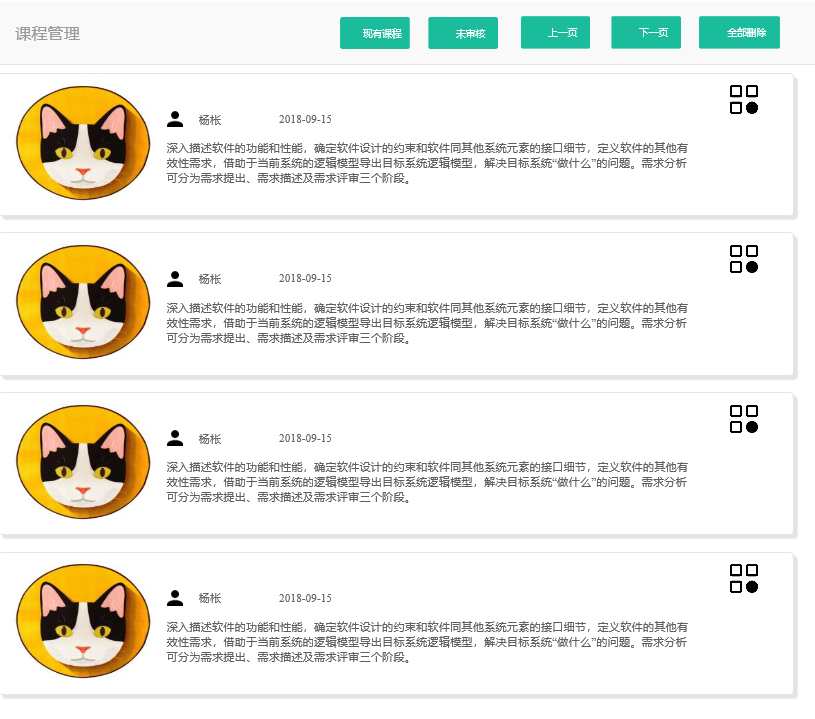 课程管理
现有课程
未审核
上一页
下一页
全部删除
杨枨
2018-09-15
深入描述软件的功能和性能，确定软件设计的约束和软件同其他系统元素的接口细节，定义软件的其他有
效性需求，借助于当前系统的逻辑模型导出目标系统逻辑模型，解决目标系统“做什么”的问题。需求分析
可分为需求提出、需求描述及需求评审三个阶段。
杨枨
2018-09-15
深入描述软件的功能和性能，确定软件设计的约束和软件同其他系统元素的接口细节，定义软件的其他有
效性需求，借助于当前系统的逻辑模型导出目标系统逻辑模型，解决目标系统“做什么”的问题。需求分析
可分为需求提出、需求描述及需求评审三个阶段。
杨枨
2018-09-15
深入描述软件的功能和性能，确定软件设计的约束和软件同其他系统元素的接口细节，定义软件的其他有
效性需求，借助于当前系统的逻辑模型导出目标系统逻辑模型，解决目标系统“做什么”的问题。需求分析
可分为需求提出、需求描述及需求评审三个阶段。
杨枨
2018-09-15
深入描述软件的功能和性能，确定软件设计的约束和软件同其他系统元素的接口细节，定义软件的其他有
效性需求，借助于当前系统的逻辑模型导出目标系统逻辑模型，解决目标系统“做什么”的问题。需求分析
可分为需求提出、需求描述及需求评审三个阶段。